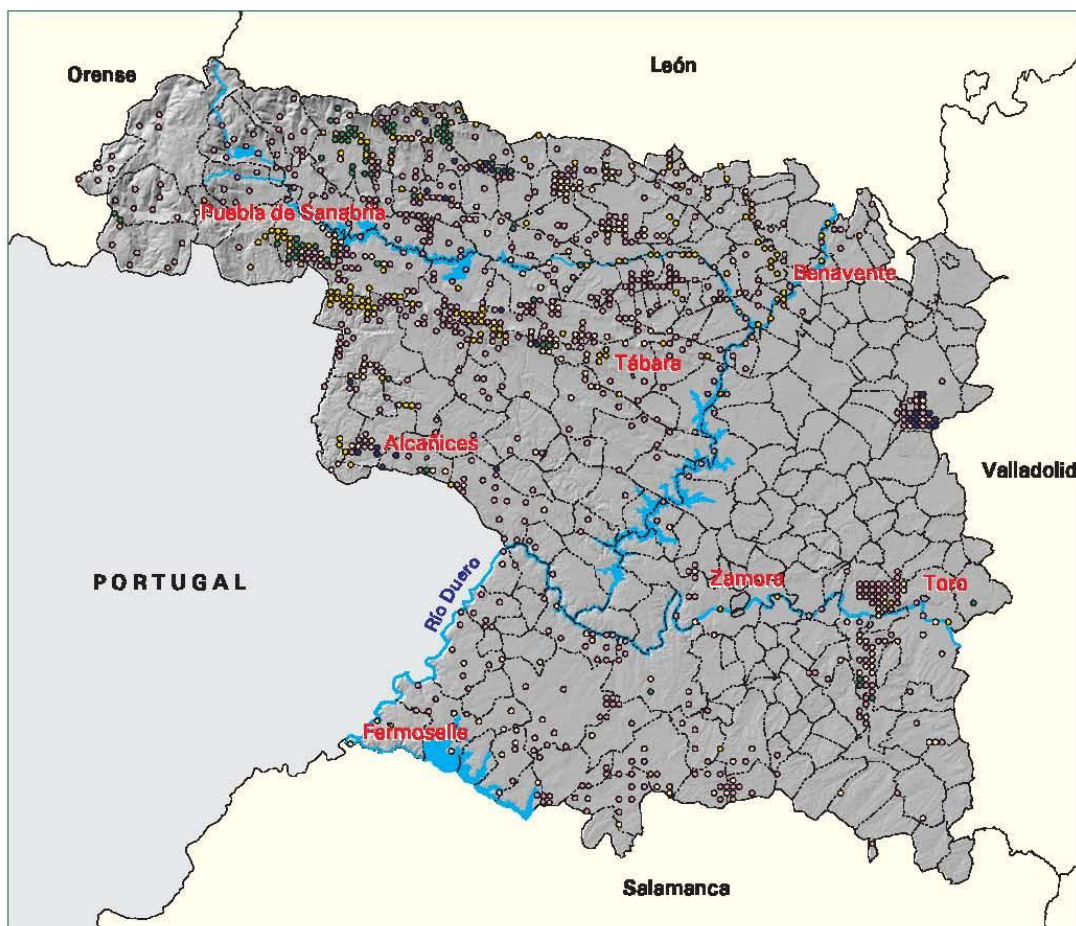 León
Orense
Puebla de Sanabria
Benavente
Tábara
Alcañices
Valladolid
PORTUGAL
Río Duero
Zamora
Toro
Fermoselle
Salamanca